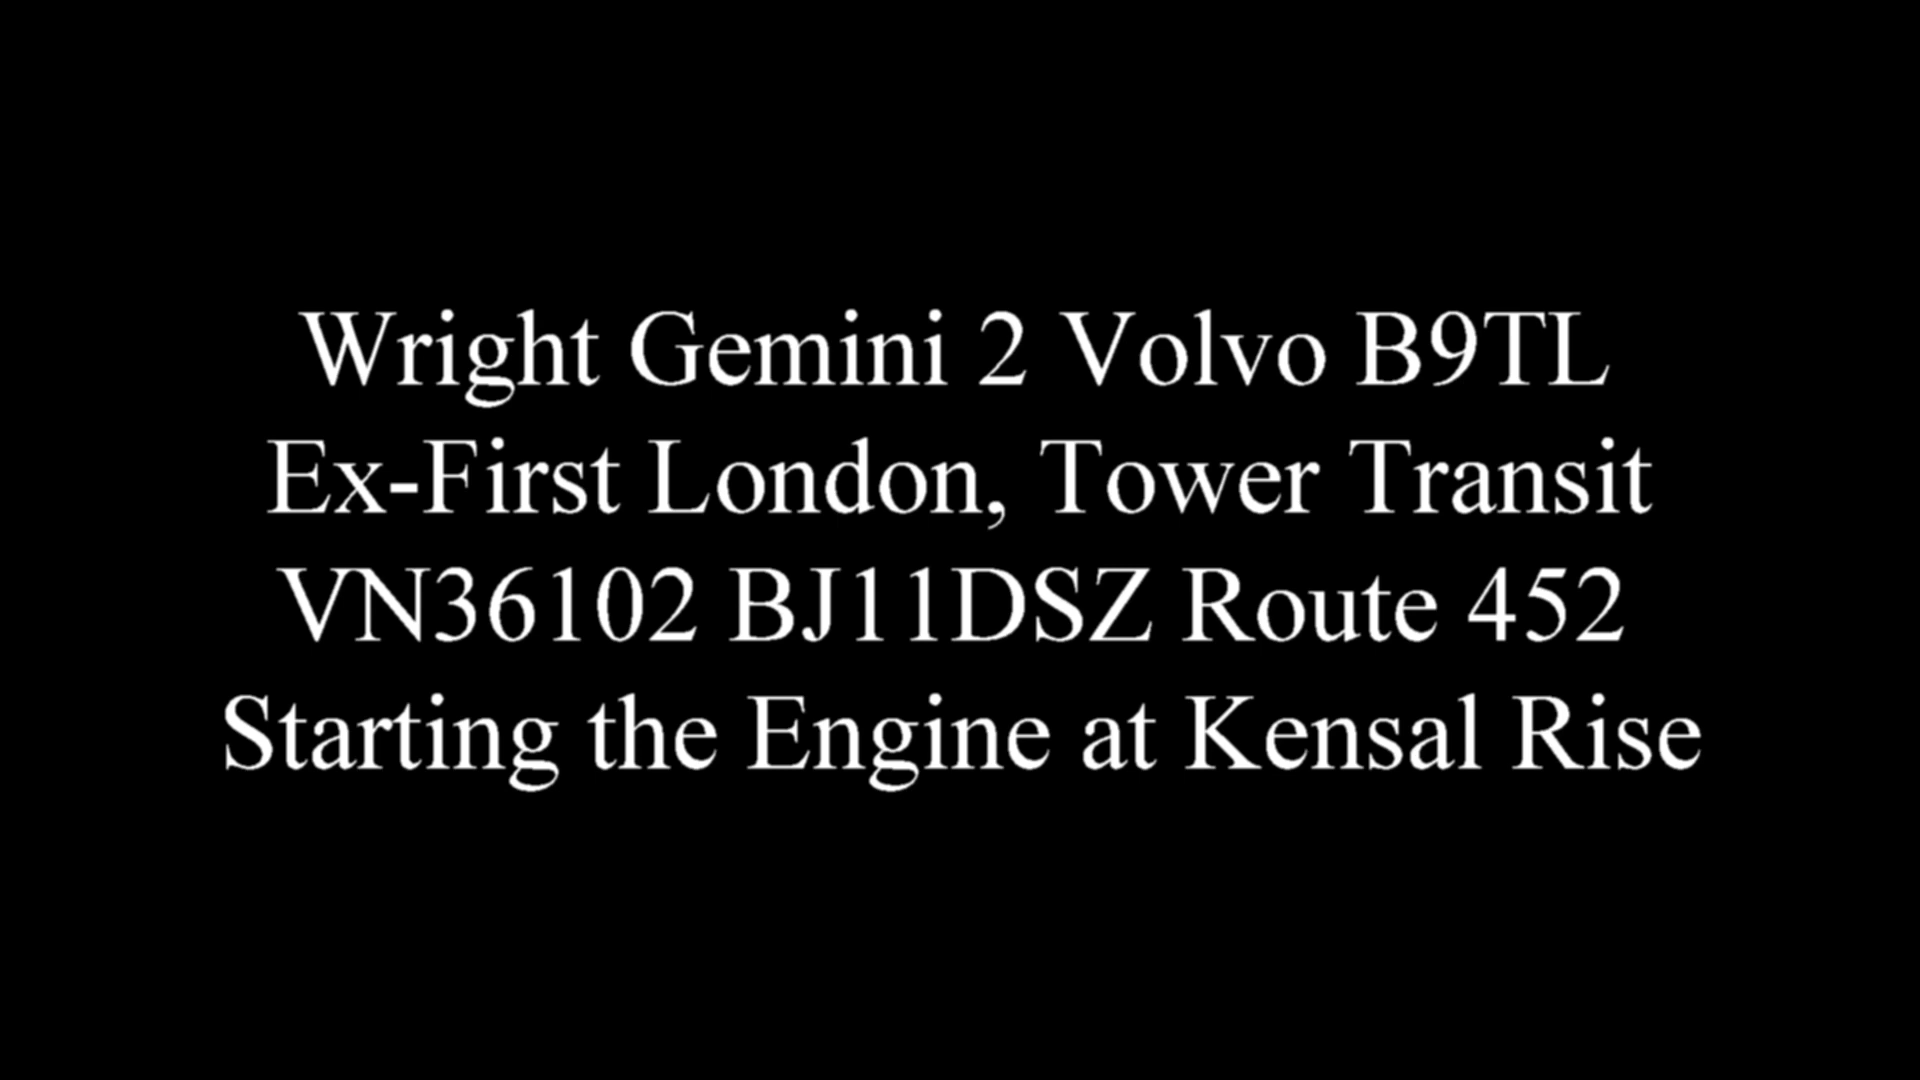 Wright Gemini 2 Volvo B9TL
Ex-First London, Tower Transit
VN36102 BJ11DSZ Route 452
Starting the Engine at Kensal Rise